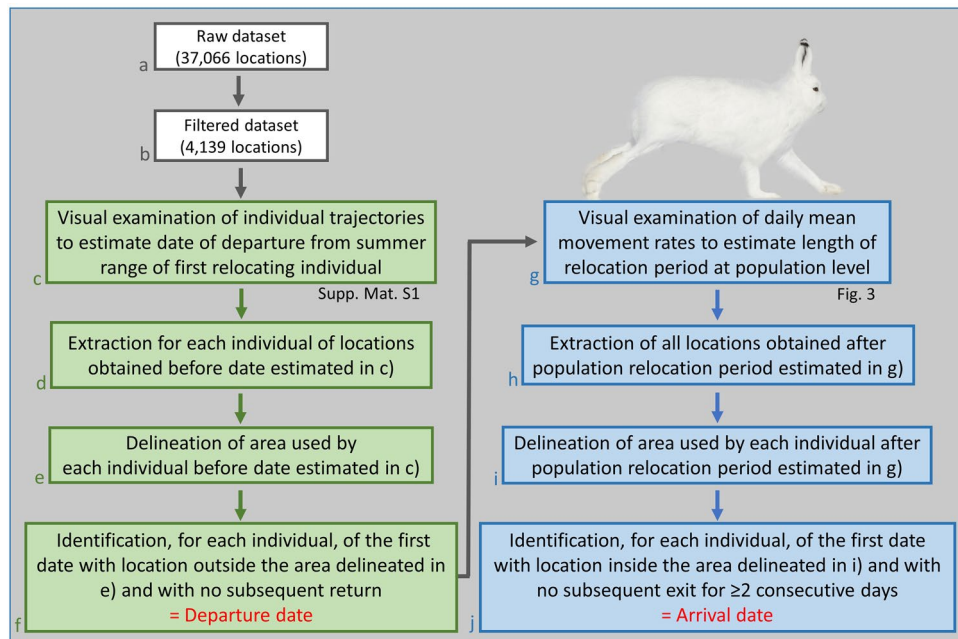 Raw dataset
(37,066 locations)
a
Filtered dataset
(4,139 locations)
b
Visual examination of individual trajectories
to estimate date of departure from summer
range of first relocating individual
c
Supp. Mat. S1
Extraction for each individual of locations
obtained before date estimated in c)
d
Delineation of area used by
each individual before date estimated in c)
e
Identification, for each individual, of the first
date with location outside the area delineated in
e) and with no subsequent return
= Departure date
f
Visual examination of daily mean
movement rates to estimate length of
relocation period at population level
g
Fig. 3
Extraction of all locations obtained after
population relocation period estimated in g)
h
Delineation of area used by each individual after
population relocation period estimated in g)
i
Identification, for each individual, of the first date
with location inside the area delineated in i) and with
no subsequent exit for ≥2 consecutive days
= Arrival date
j